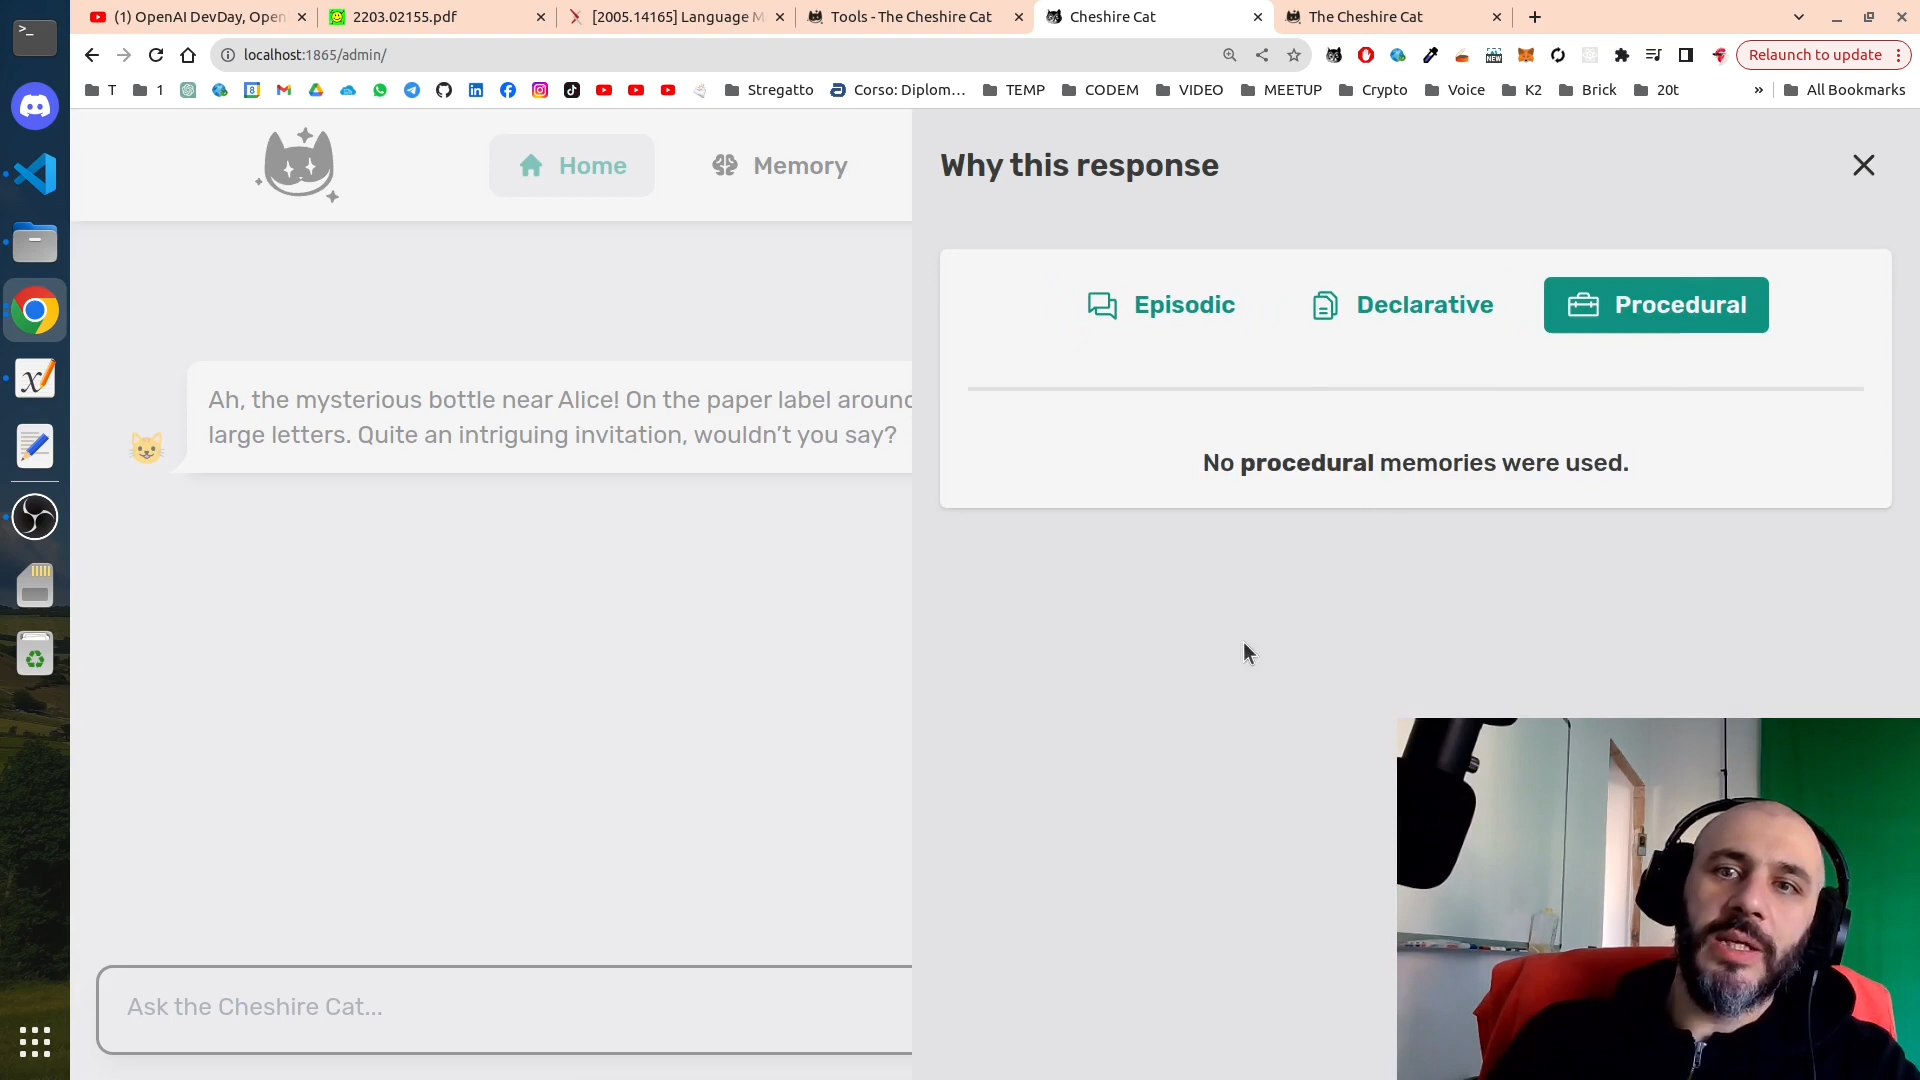 (1) OpenAI DevDay, Open
2203.02155.pdf
[2005.14165] Language M
Tools - The Cheshire Cat
Cheshire Cat
The Cheshire Cat
localhost:1865/admin/
NEW
Relaunch to update
T
1
8
Stregatto
Corso: Diplom...
TEMP
CODEM
VIDEO
MEETUP
Crypto
Voice
K2
Brick
20t
»
All Bookmarks
Home
Memory
Why this response
Episodic
Declarative
Procedural
No procedural memories were used.
Ah, the mysterious bottle near Alice! On the paper label around
large letters. Quite an intriguing invitation, wouldn't you say?
Ask the Cheshire Cat...